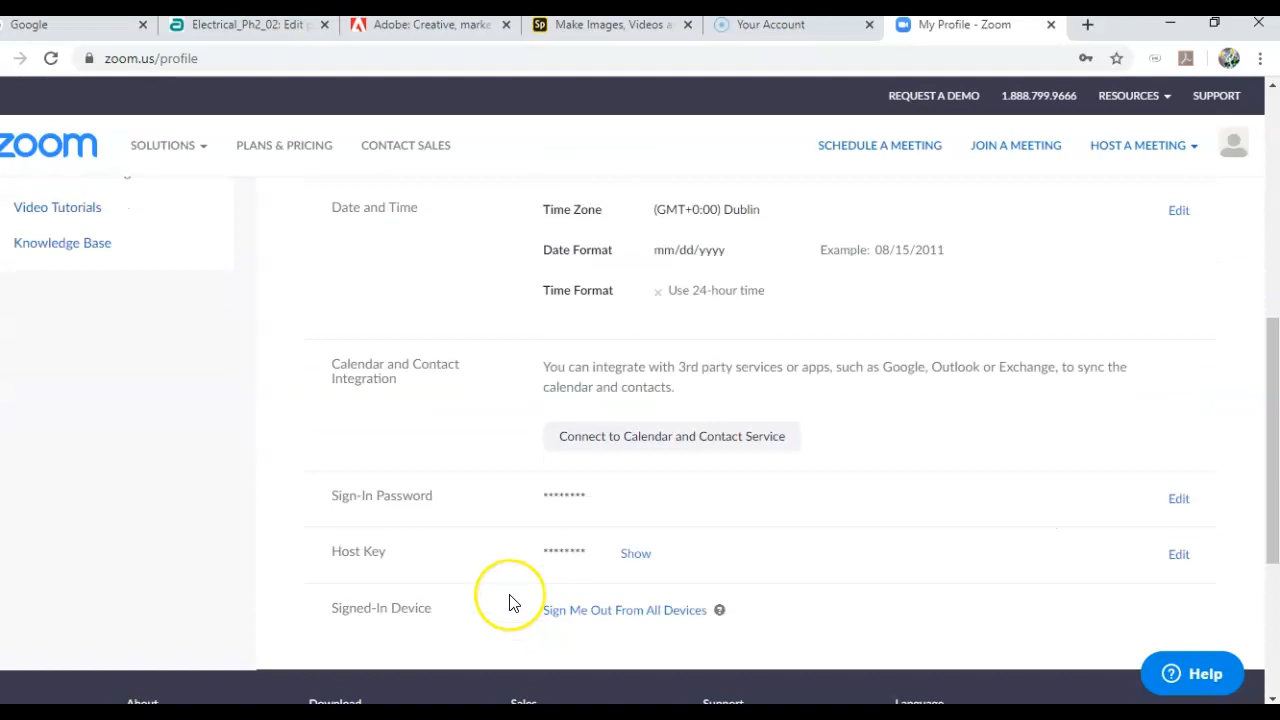 Google
Electrical_Ph2_02: Edit p
Adobe: Creative, marke
Sp Make Images, Videos a
Your Account
My Profile - Zoom
zoom.us/profile
REQUEST A DEMO 1.888.799.9666 RESOURCES SUPPORT
zoom SOLUTIONS PLANS & PRICING CONTACT SALES SCHEDULE A MEETING JOIN A MEETING HOST A MEETING
Video Tutorials
Knowledge Base
Date and Time Time Zone (GMT+0:00) Dublin Edit
Date Format mm/dd/yyyy Example: 08/15/2011
Time Format × Use 24-hour time
Calendar and Contact
Integration
You can integrate with 3rd party services or apps, such as Google, Outlook or Exchange, to sync the
calendar and contacts.
Connect to Calendar and Contact Service
Sign-In Password ******** Edit
Host Key ******** Show Edit
Signed-In Device Sign Me Out From All Devices ?
? Help
About Download Sales Support Language